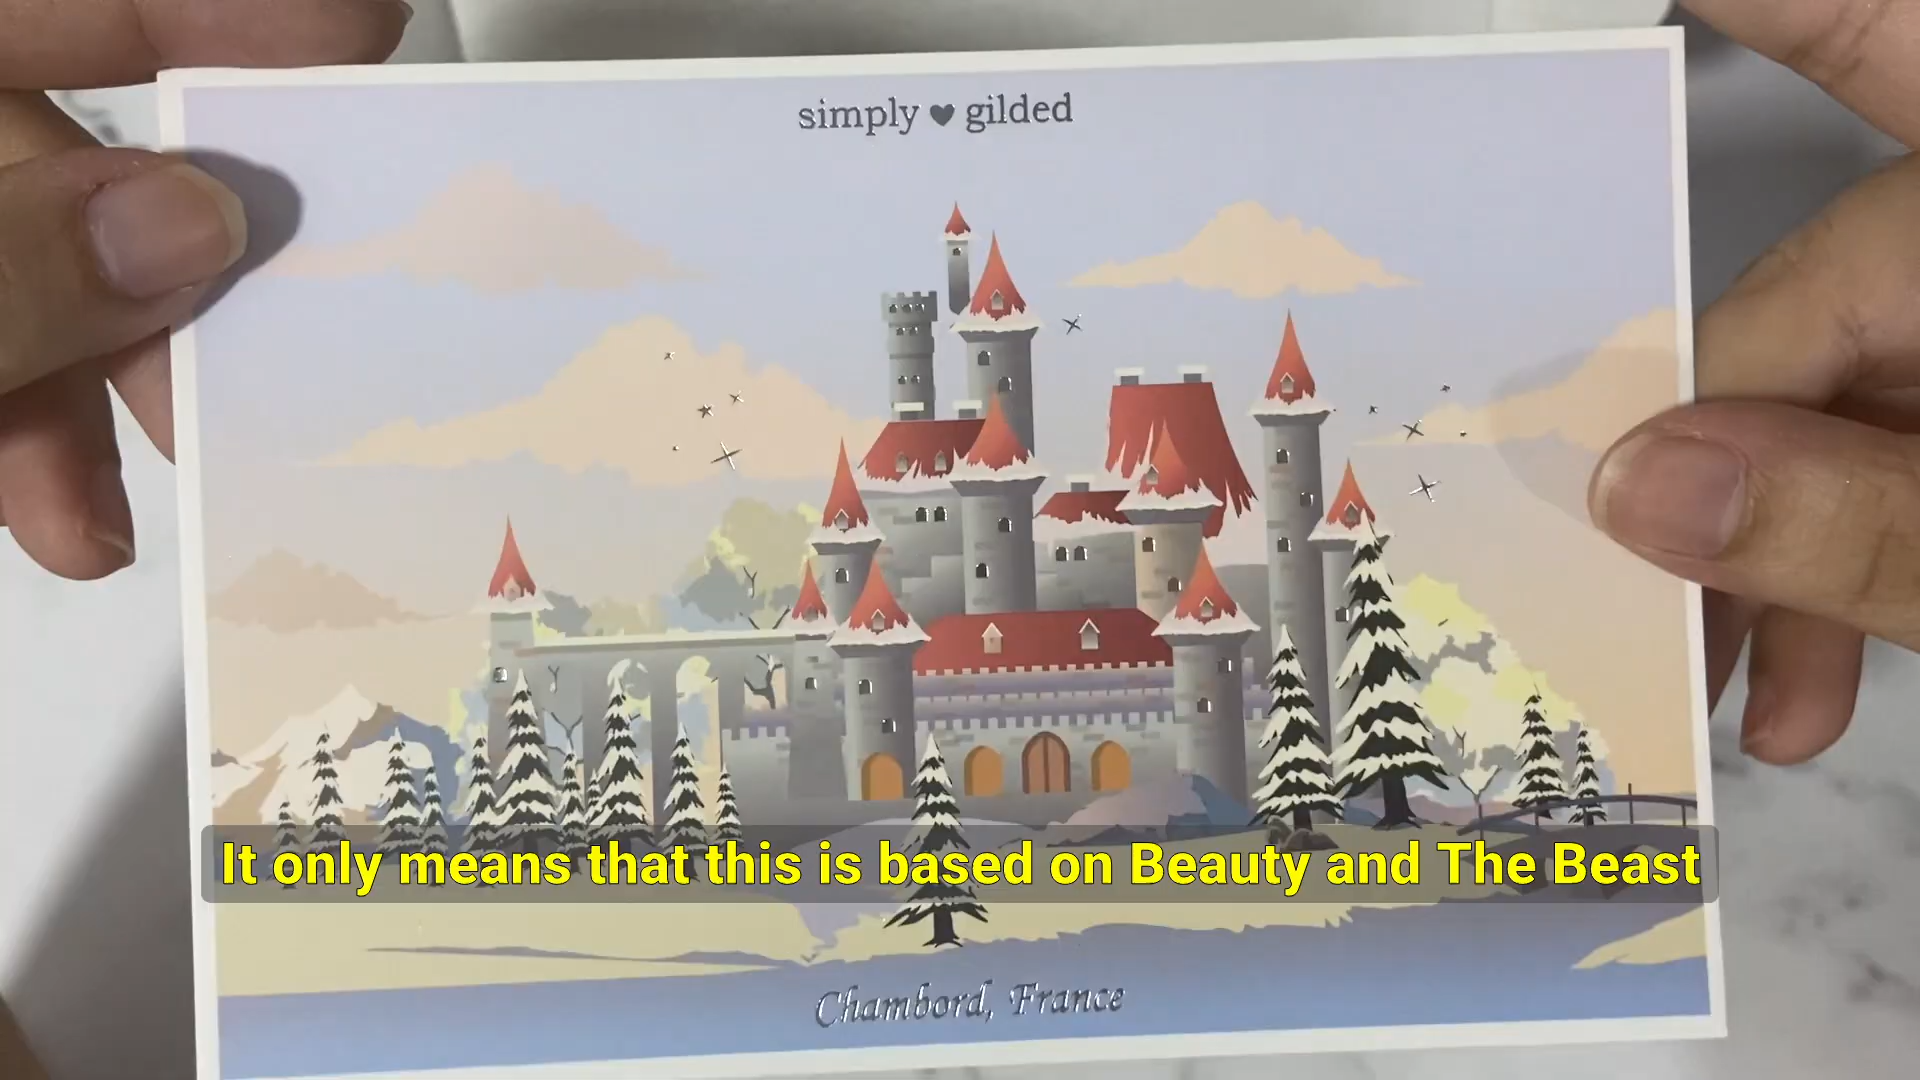 simply ♥ gilded
It only means that this is based on Beauty and The Beast
Chambord, France